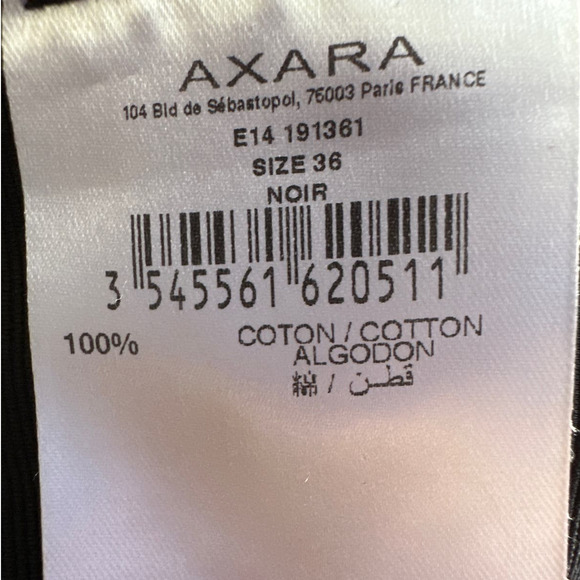 AXARA
104 Bld de Sébastopol, 75003 Paris FRANCE
E14 191361
SIZE 36
NOIR
3 545561 620511
100% COTON / COTTON
ALGODON
棉 / قطن